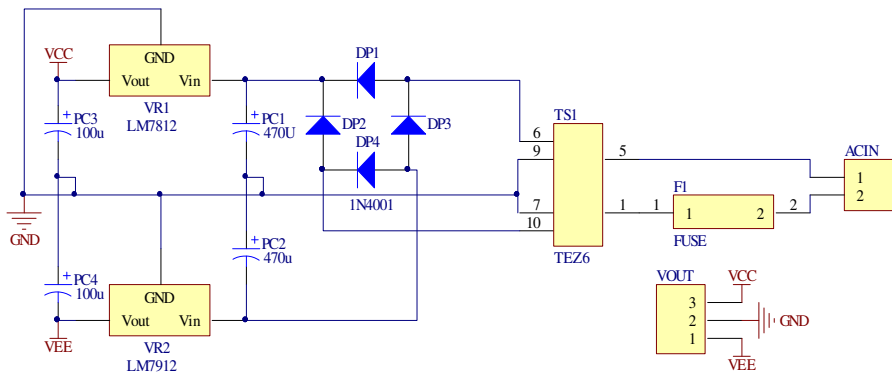 DP1
VCC
GND
Vout Vin
VR1
LM7812
PC3
100u
PC1
470U
DP2
DP3
DP4
1N4001
TS1
6
9
7
10
5
1
TEZ6
F1
1
1 2
2
FUSE
ACIN
1
2
GND
PC4
100u
PC2
470u
GND
Vout Vin
VEE
VR2
LM7912
VOUT
3
2
1
VCC
GND
VEE